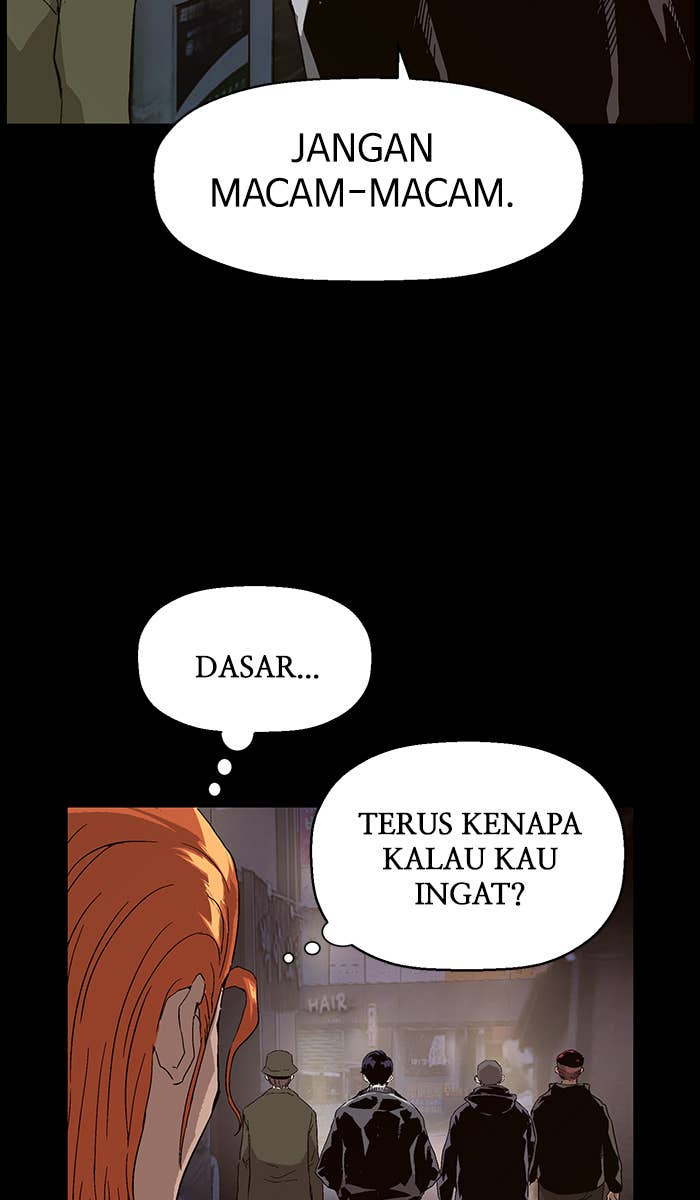 JANGAN
MACAM-MACAM.
DASAR...
TERUS KENAPA
KALAU KAU
INGAT?
HAIR